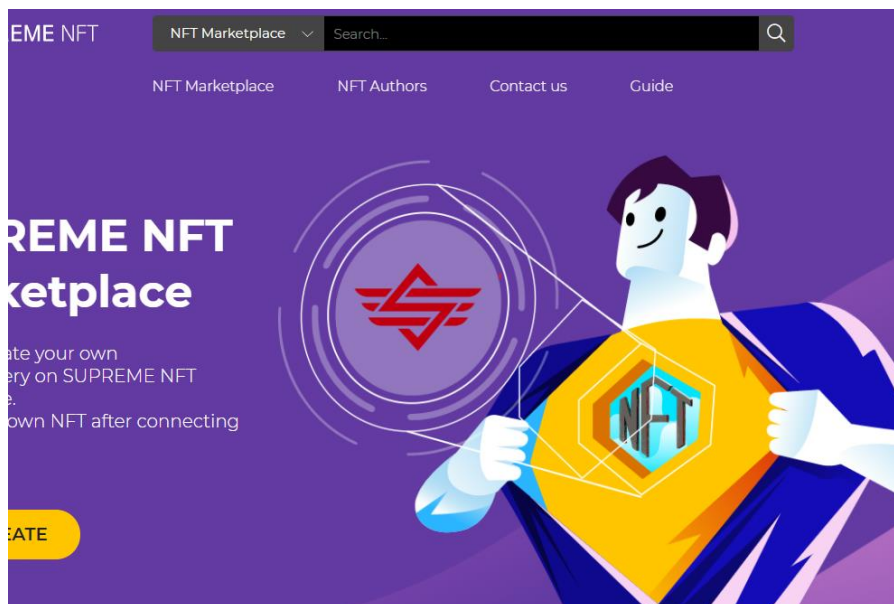 EME NFT
NFT Marketplace
Search...
NFT Marketplace NFT Authors Contact us Guide
REME NFT
ketplace
ate your own
ery on SUPREME NFT
e.
own NFT after connecting
EATE
NFT